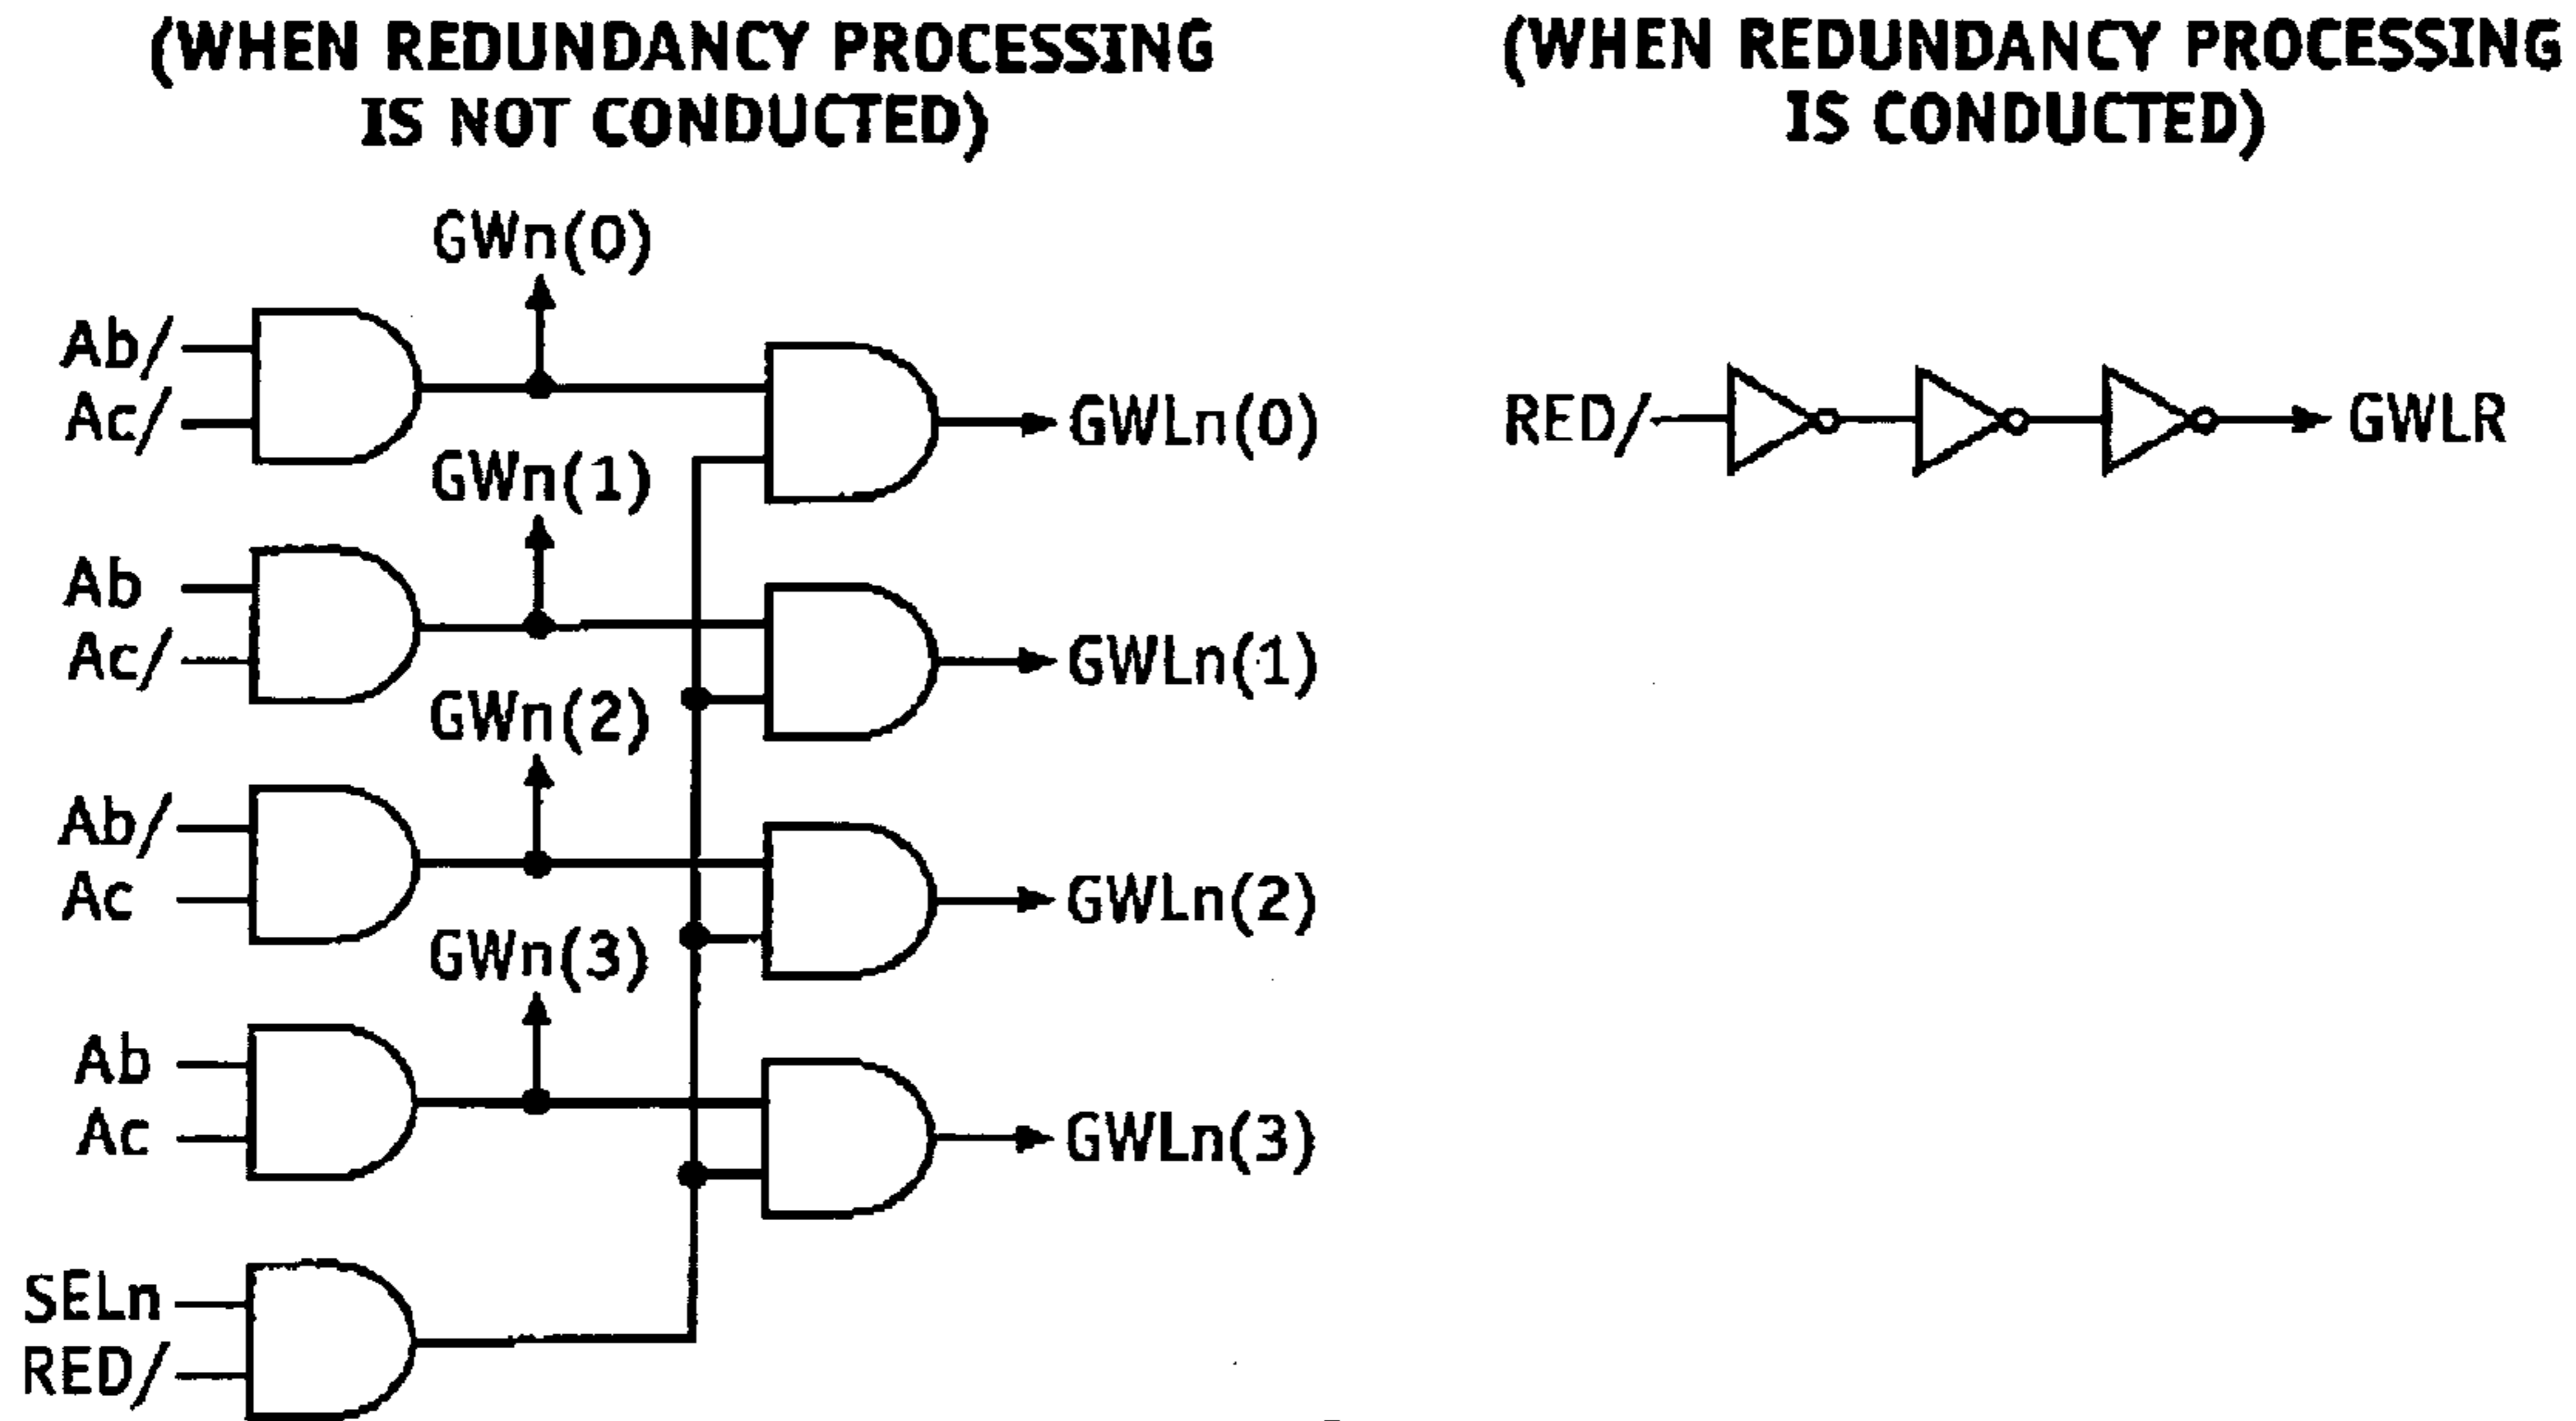 (WHEN REDUNDANCY PROCESSING
IS NOT CONDUCTED)
GWn(0)
Ab/
Ac/
GWLn(0)
GWn(1)
Ab
Ac/
GWLn(1)
GWn(2)
Ab/
Ac
GWLn(2)
GWn(3)
Ab
Ac
GWLn(3)
SELn
RED/
(WHEN REDUNDANCY PROCESSING
IS CONDUCTED)
RED/
GWLR